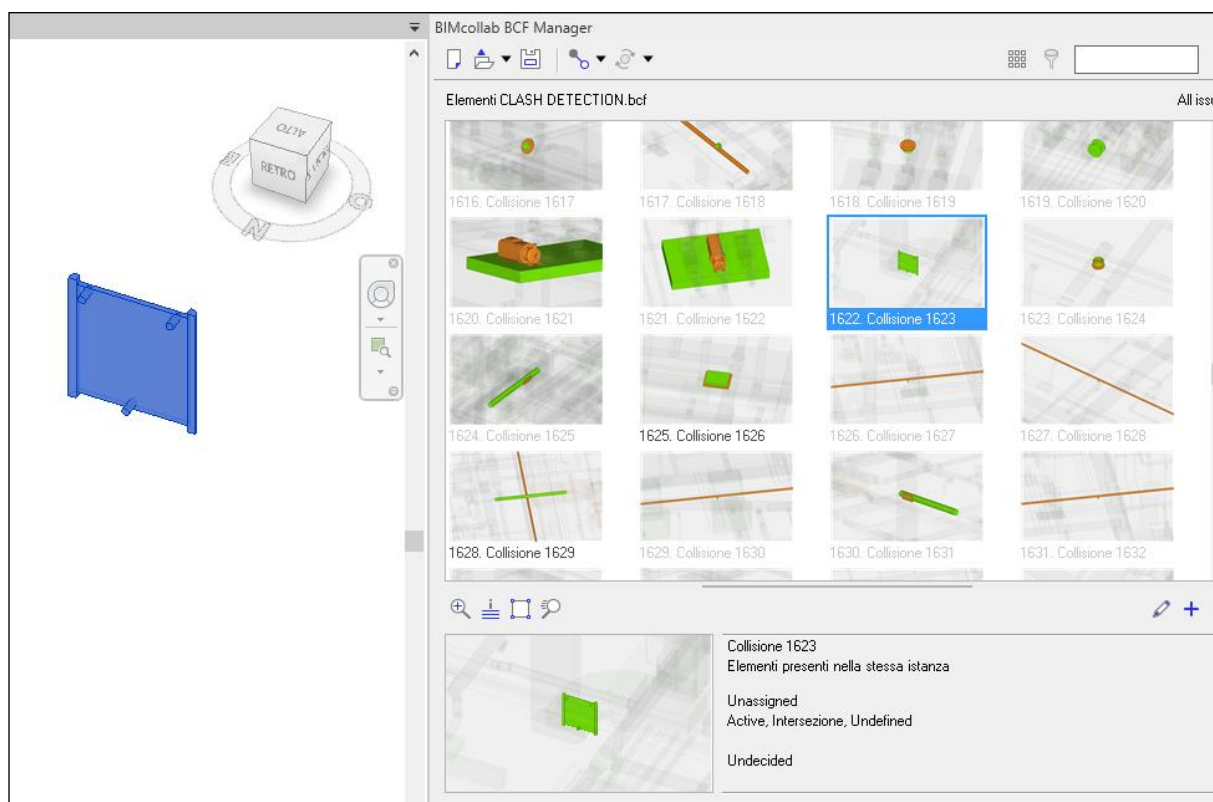 BIMcollab BCF Manager
Elementi CLASH DETECTION.bcf
All issu
ALTO
RETRO
N
1616. Collisione 1617
1617. Collisione 1618
1618. Collisione 1619
1619. Collisione 1620
1620. Collisione 1621
1621. Collisione 1622
1622. Collisione 1623
1623. Collisione 1624
1624. Collisione 1625
1625. Collisione 1626
1626. Collisione 1627
1627. Collisione 1628
1628. Collisione 1629
1629. Collisione 1630
1630. Collisione 1631
1631. Collisione 1632
Collisione 1623
Elementi presenti nella stessa istanza
Unassigned
Active, Intersezione, Undefined
Undecided